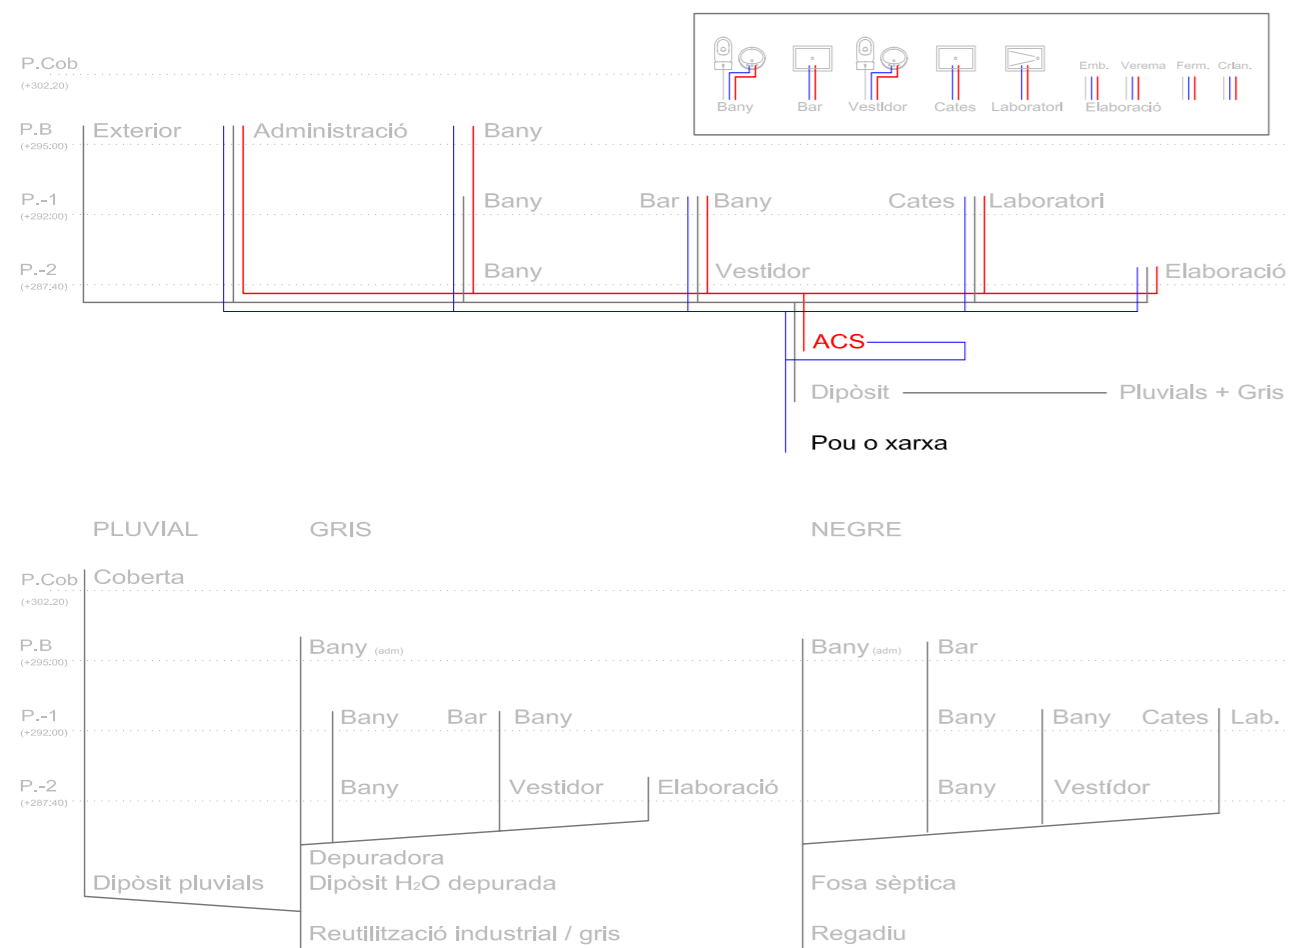 P.Cob
(+302.20)
Emb. Verema Ferm. Crian.
Bany Bar Vestidor Cates Laboratori Elaboració
P.B Exterior Administració Bany
(+295:00)
P.-1 Bany Bar Bany Cates Laboratori
(+292:00)
P.-2 Bany Vestidor Elaboració
(+287:40)
ACS
Dipòsit Pluvials + Gris
Pou o xarxa
PLUVIAL GRIS NEGRE
P.Cob Coberta
(+302.20)
P.B Bany (adm) Bany (adm) Bar
(+295:00)
P.-1 Bany Bar Bany Bany Bany Cates Lab.
(+292:00)
P.-2 Bany Vestidor Elaboració Bany Vestídor
(+287:40)
Depuradora
Dipòsit pluvials Dipòsit H₂O depurada Fosa sèptica
Reutilització industrial / gris Regadiu